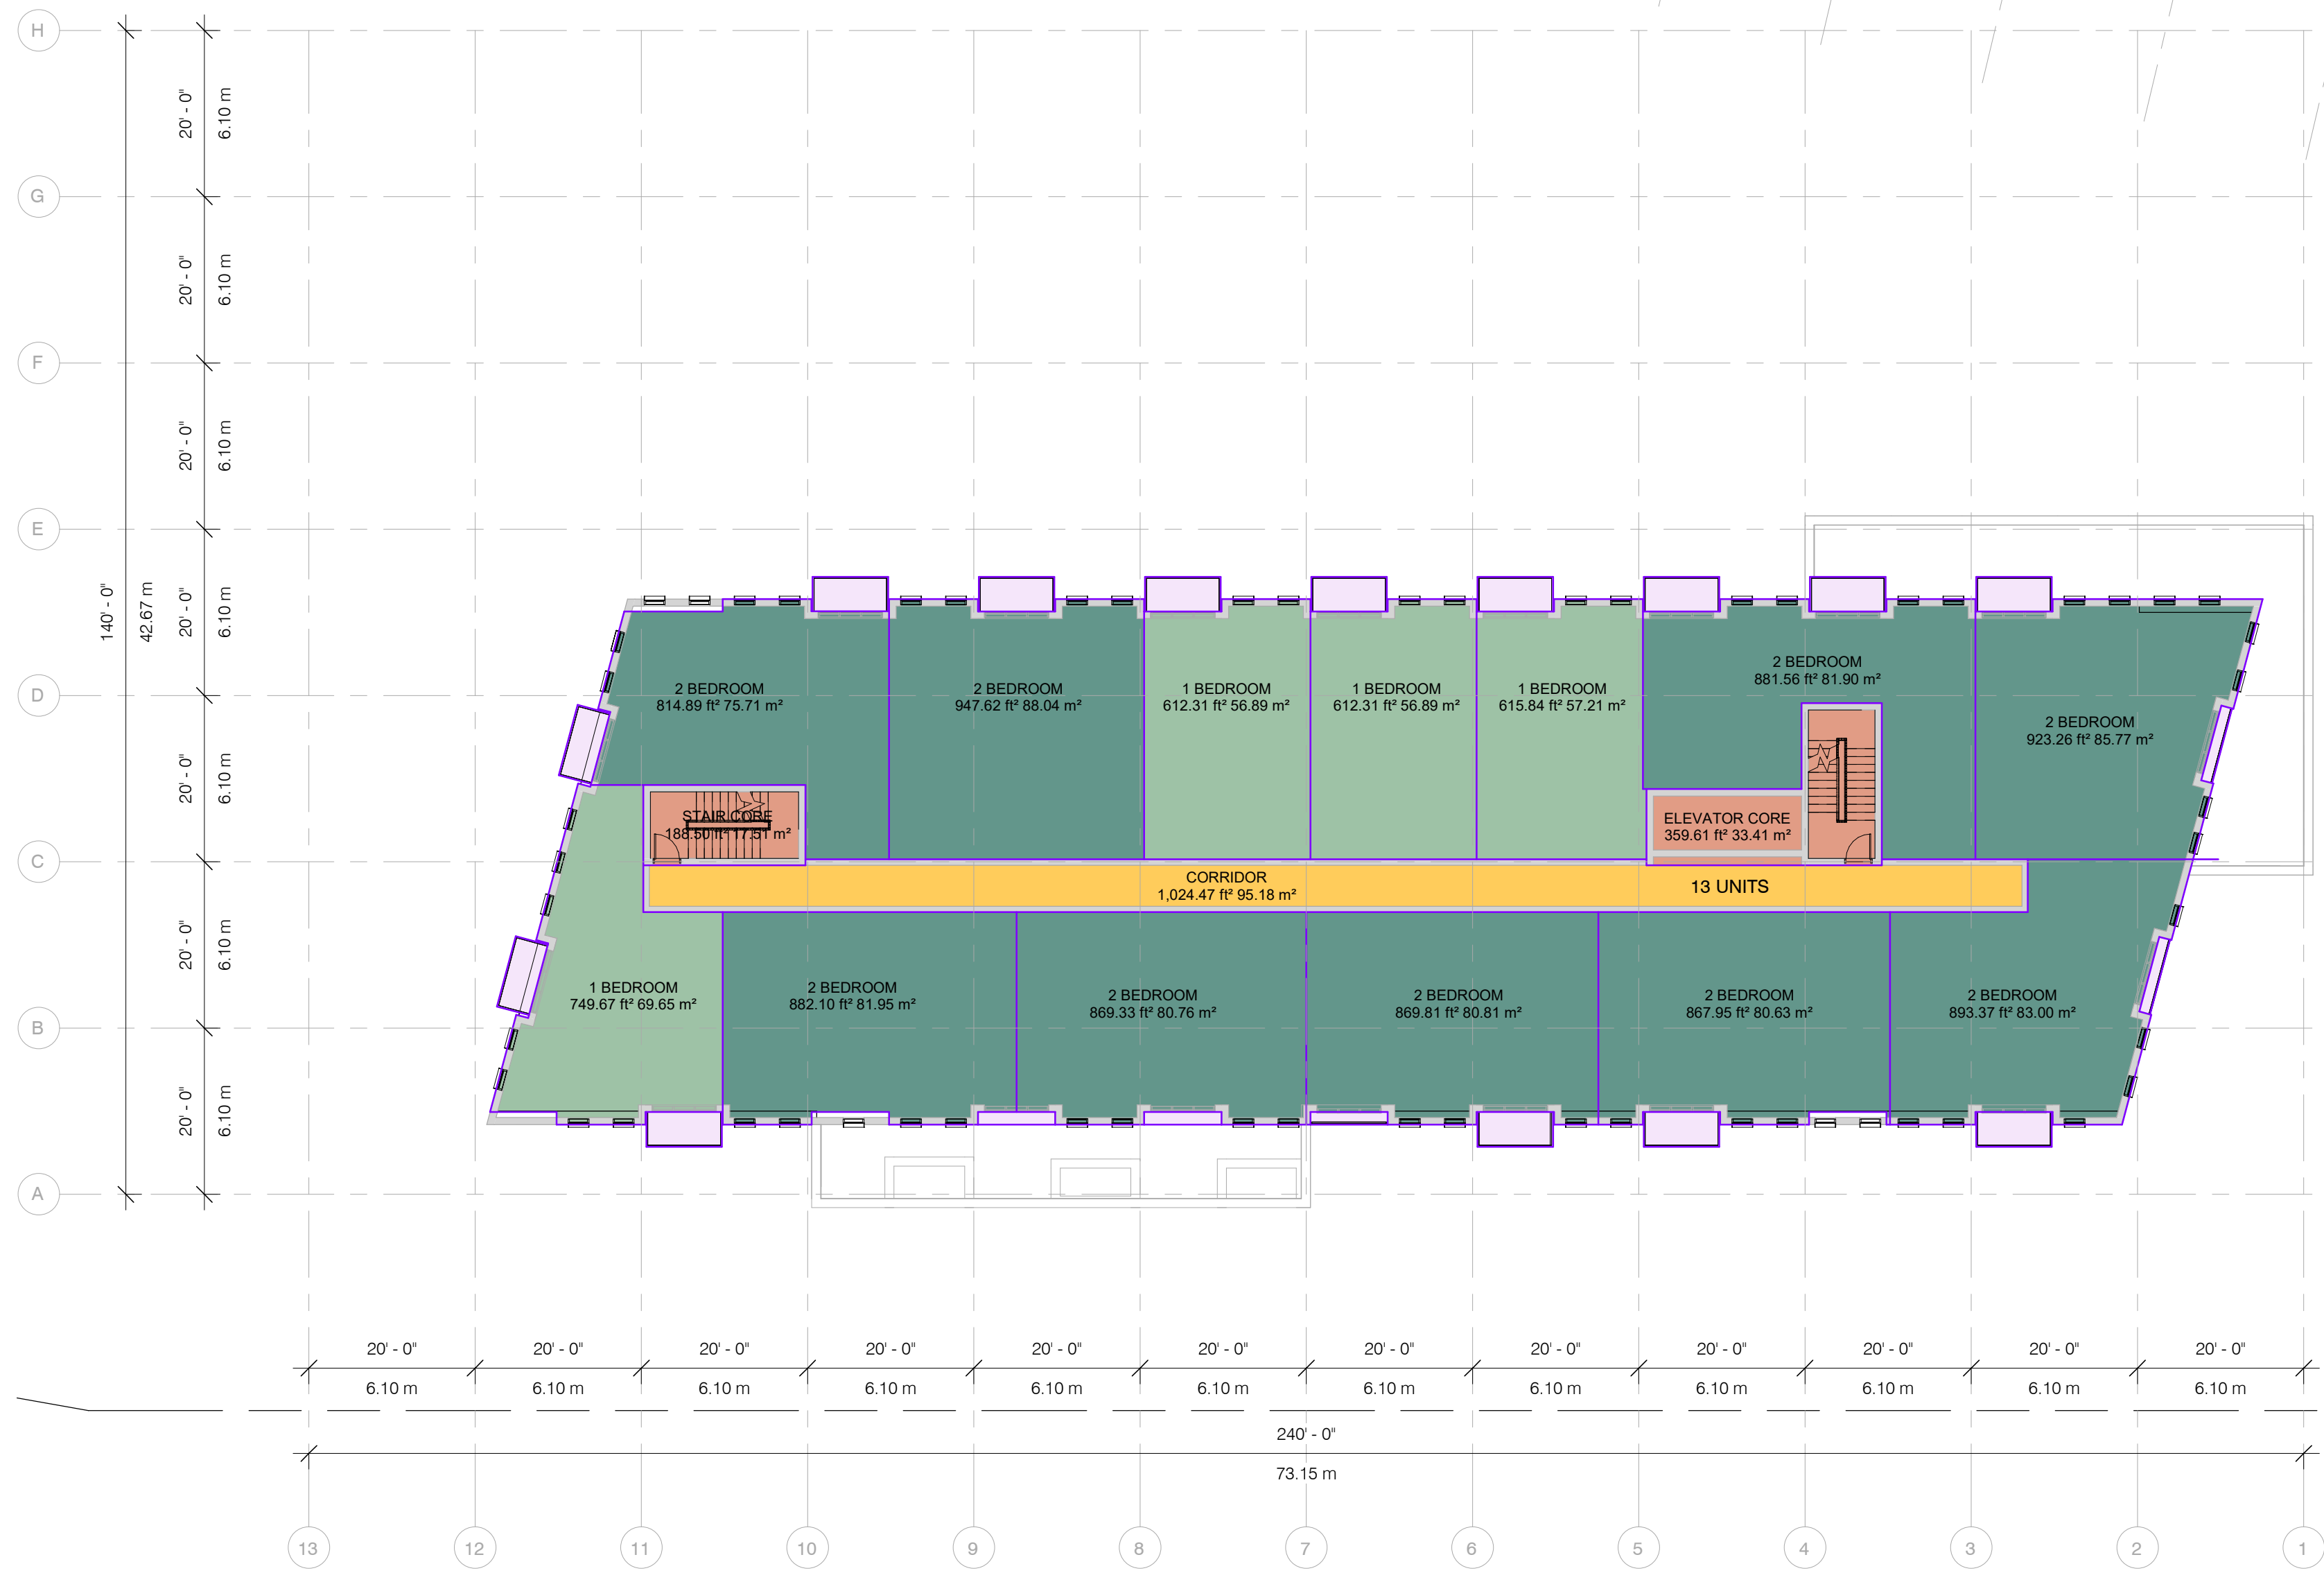 H
G
F
E
D
C
B
A
20' - 0"
6.10 m
20' - 0"
6.10 m
20' - 0"
6.10 m
20' - 0"
6.10 m
20' - 0"
6.10 m
20' - 0"
6.10 m
20' - 0"
6.10 m
140' - 0"
42.67 m
2 BEDROOM
814.89 ft² 75.71 m²
2 BEDROOM
947.62 ft² 88.04 m²
1 BEDROOM
612.31 ft² 56.89 m²
1 BEDROOM
612.31 ft² 56.89 m²
1 BEDROOM
615.84 ft² 57.21 m²
2 BEDROOM
881.56 ft² 81.90 m²
2 BEDROOM
923.26 ft² 85.77 m²
STAIR CORE
188.50 ft² 17.51 m²
ELEVATOR CORE
359.61 ft² 33.41 m²
CORRIDOR
1,024.47 ft² 95.18 m²
13 UNITS
1 BEDROOM
749.67 ft² 69.65 m²
2 BEDROOM
882.10 ft² 81.95 m²
2 BEDROOM
869.33 ft² 80.76 m²
2 BEDROOM
869.81 ft² 80.81 m²
2 BEDROOM
867.95 ft² 80.63 m²
2 BEDROOM
893.37 ft² 83.00 m²
20' - 0" 20' - 0" 20' - 0" 20' - 0" 20' - 0" 20' - 0" 20' - 0" 20' - 0" 20' - 0" 20' - 0" 20' - 0" 20' - 0"
6.10 m 6.10 m 6.10 m 6.10 m 6.10 m 6.10 m 6.10 m 6.10 m 6.10 m 6.10 m 6.10 m 6.10 m
240' - 0"
73.15 m
13 12 11 10 9 8 7 6 5 4 3 2 1